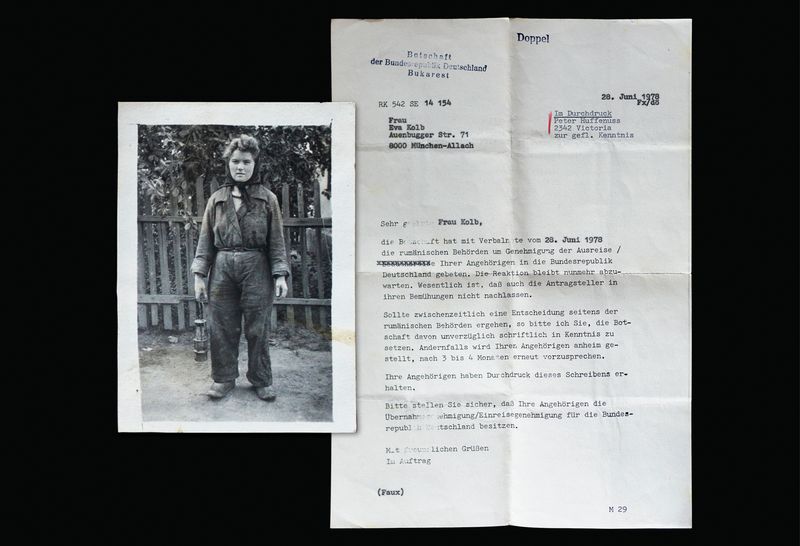 Doppel
Botschaft
der Bundesrepublik Deutschland
Bukarest
28. Juni 1978
Fx/dö
RK 542 SE 14 154
Im Durchdruck
Peter Huffenuss
2342 Victoria
zur gefl. Kenntnis
Frau
Eva Kolb
Auenbugger Str. 71
8000 München-Allach
Sehr Frau Kolb,
die hat mit vom 28. Juni 1978
die rumänischen Behörden um Genehmigung der Ausreise /
Ihrer Angehörigen in die Bundesrepublik
Deutschland gebeten. Die Reaktion bleibt nunmehr abzu-
warten. Wesentlich ist, daß auch die Antragsteller in
ihren Bemühungen nicht nachlassen.
Sollte zwischenzeitlich eine Entscheidung seitens der
rumänischen Behörden ergehen, so bitte ich Sie, die Bot-
schaft davon unverzüglich schriftlich in Kenntnis zu
setzen. Andernfalls wird Ihren Angehörigen anheim ge-
stellt, nach 3 bis 4 Monaten erneut vorzusprechen.
Ihre Angehörigen haben Durchdruck dieses Schreibens er-
halten.
Bitte stellen Sie sicher, daß Ihre Angehörigen die
für die Bundes-
besitzen.
Mit Grüßen
Im Auftrag
(Faux)
M 29